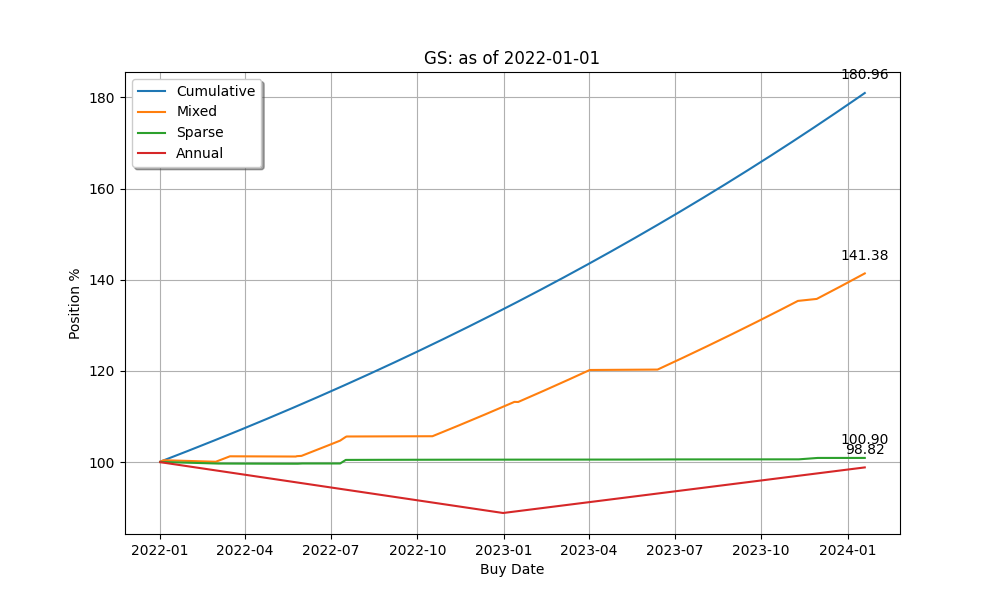 GS: as of 2022-01-01
180.96
180
Cumulative
Mixed
Sparse
Annual
160
141.38
140
Position %
120
100.90
98.82
100
2022-01 2022-04 2022-07 2022-10 2023-01 2023-04 2023-07 2023-10 2024-01
Buy Date